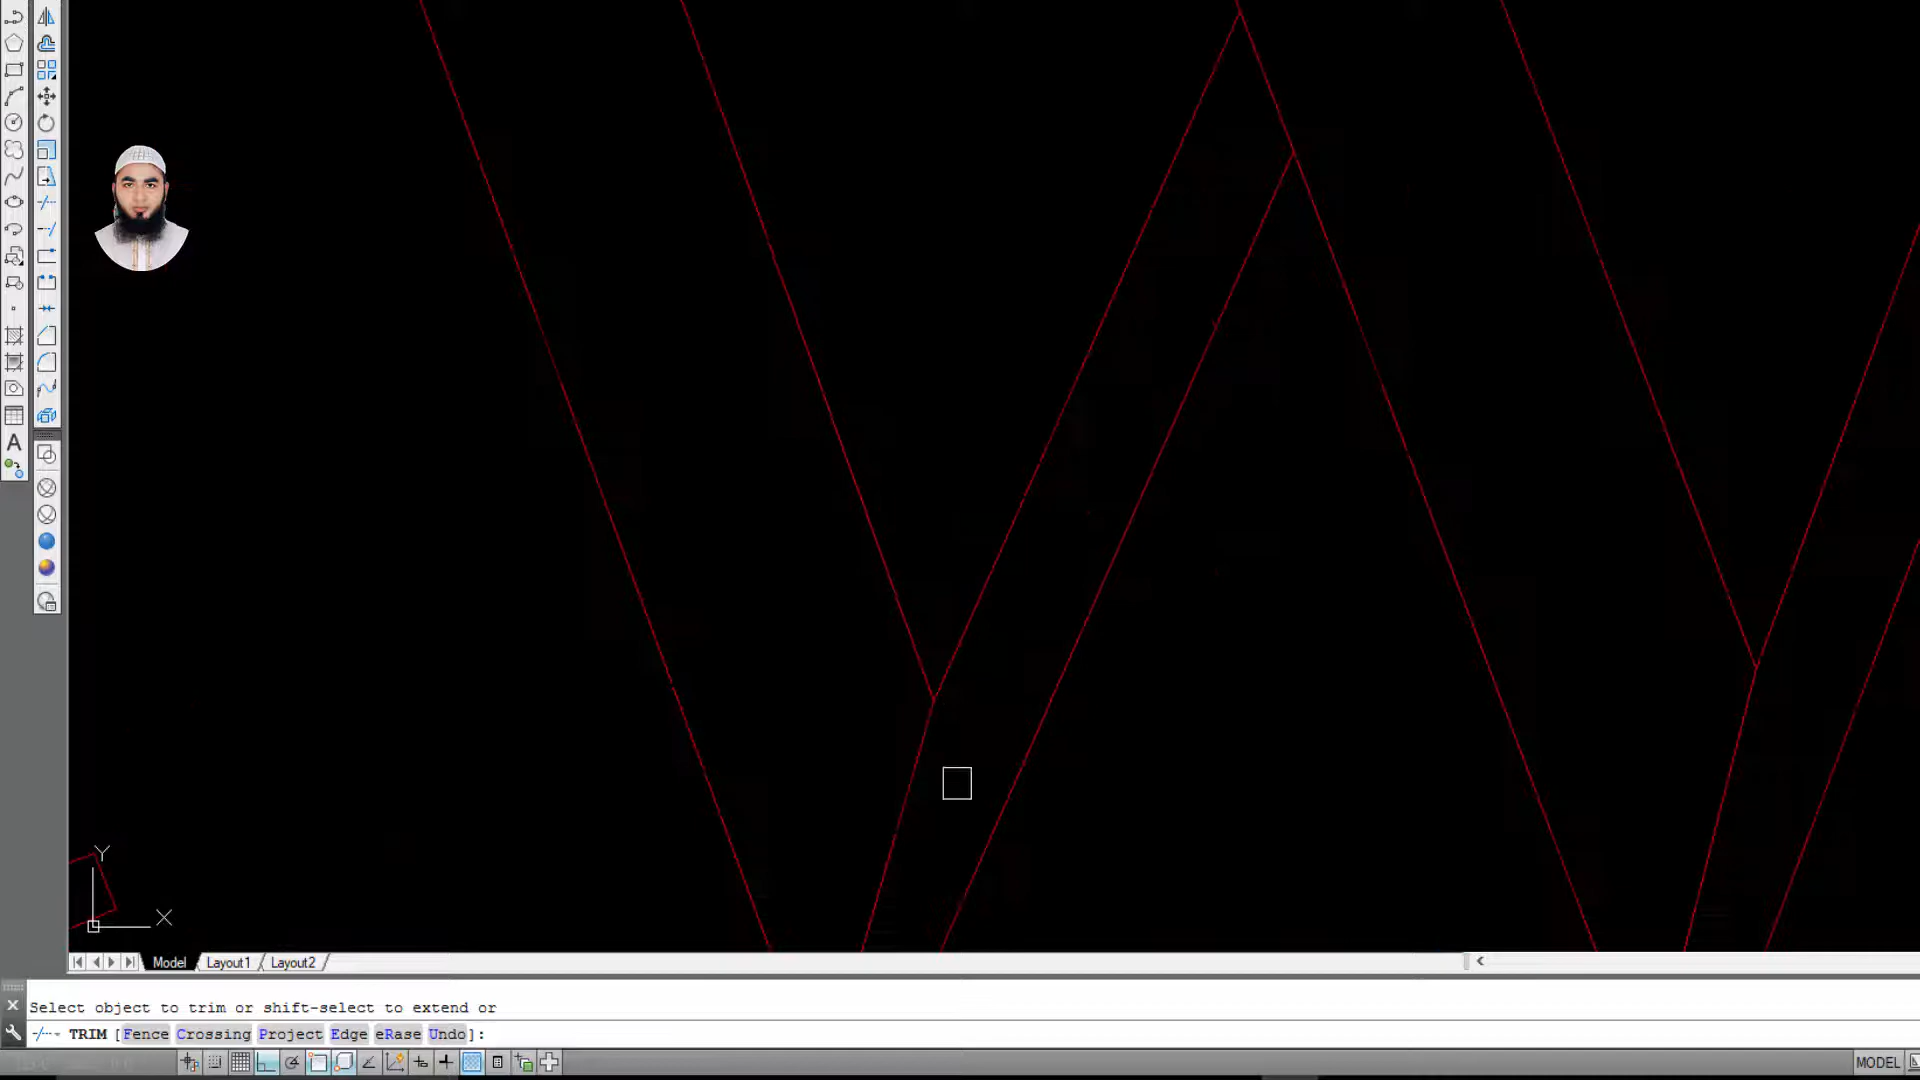 A
Y
X
Model Layout1 Layout2
Select object to trim or shift-select to extend or
TRIM [Fence Crossing Project Edge eRase Undo]:
MODEL